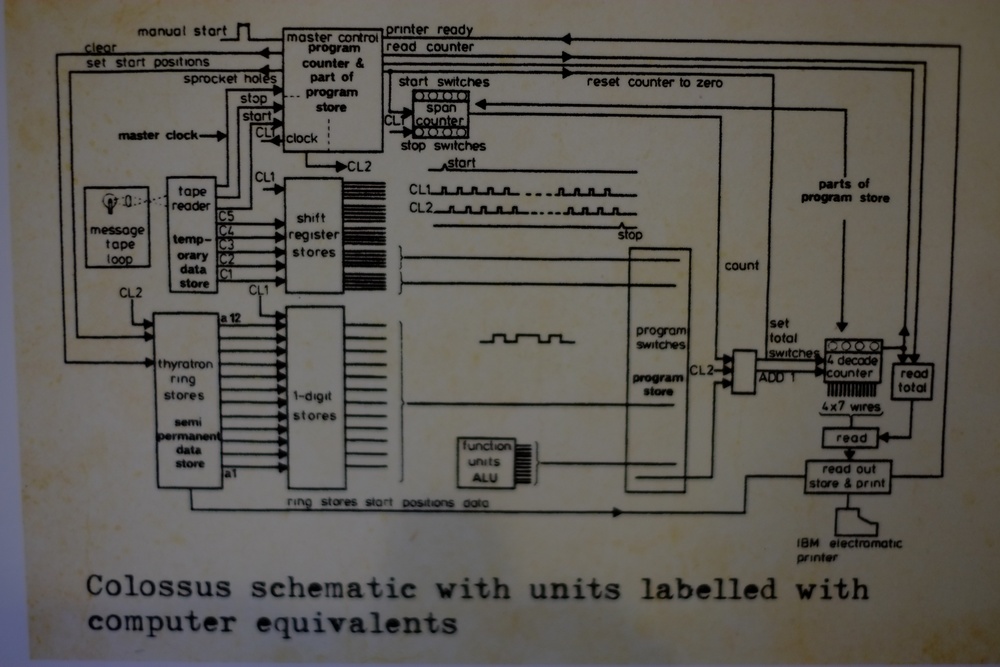 manual start
clear
set start positions
sprocket holes
stop
start
master clock
CL1
clock
master control
program
counter &
part of
program
store
printer ready
read counter
reset counter to zero
start switches
span
counter
stop switches
CL1
CL2
start
CL1
CL2
stop
parts of
program store
message
tape
loop
tape
reader
temp-
orary
data
store
C5
C4
C3
C2
C1
CL1
shift
register
stores
CL2
CL1
a12
thyratron
ring
stores
semi
permanent
data
store
a1
1-digit
stores
function
units
ALU
program
switches
program
store
count
CL2
set
total
switches
ADD 1
4 decade
counter
4x7 wires
read
total
read
read out
store & print
ring stores start positions data
IBM electromatic
printer
Colossus schematic with units labelled with
computer equivalents